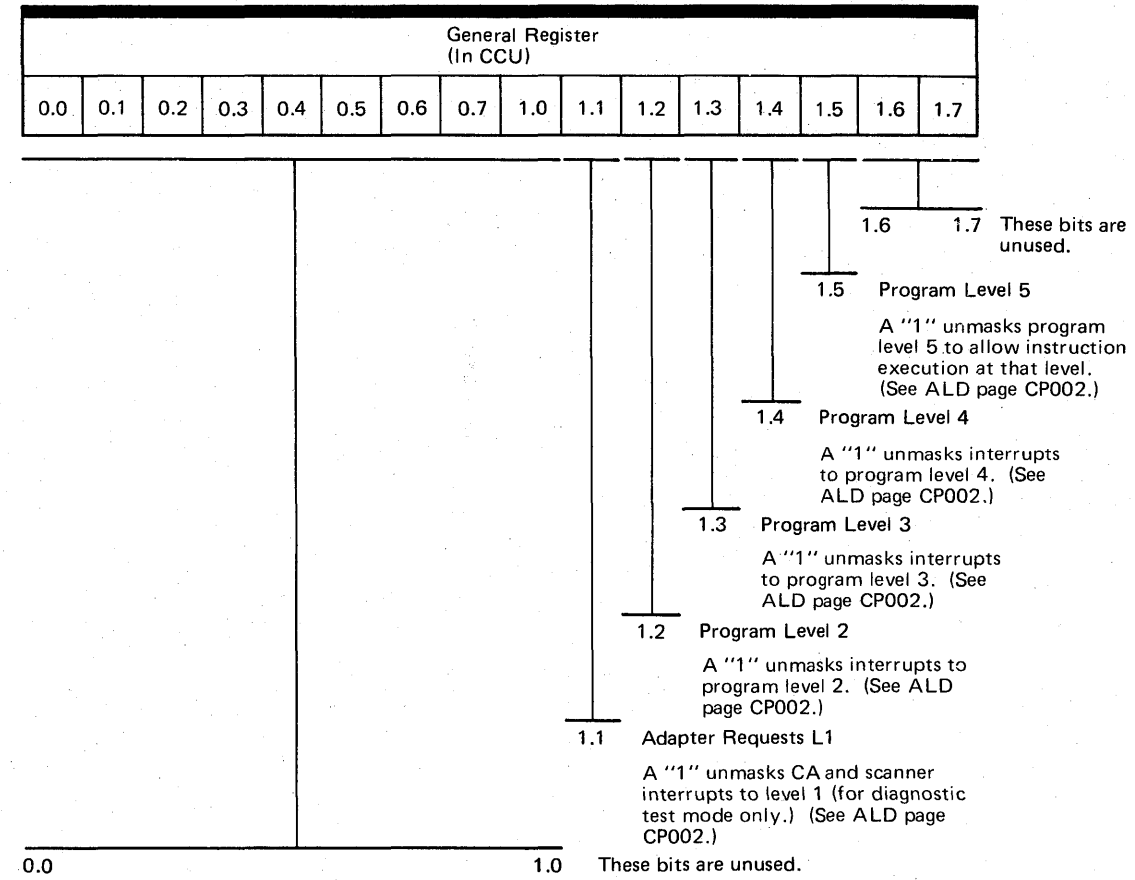 General Register
(In CCU)
0.0 0.1 0.2 0.3 0.4 0.5 0.6 0.7 1.0 1.1 1.2 1.3 1.4 1.5 1.6 1.7
1.6 1.7 These bits are
unused.
1.5 Program Level 5
A "1" unmasks program
level 5 to allow instruction
execution at that level.
(See ALD page CP002.)
1.4 Program Level 4
A "1" unmasks interrupts
to program level 4. (See
ALD page CP002.)
1.3 Program Level 3
A "1" unmasks interrupts
to program level 3. (See
ALD page CP002.)
1.2 Program Level 2
A "1" unmasks interrupts to
program level 2. (See ALD
page CP002.)
1.1 Adapter Requests L1
A "1" unmasks CA and scanner
interrupts to level 1 (for diagnostic
test mode only.) (See ALD page
CP002.)
0.0 1.0 These bits are unused.